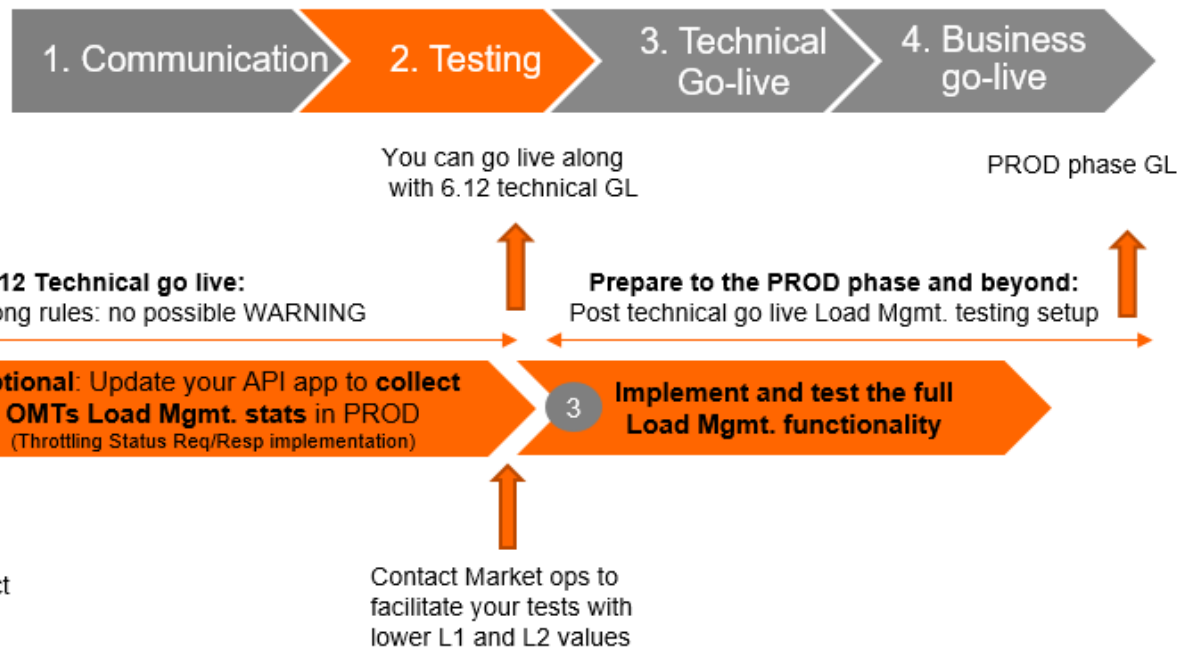 1. Communication
2. Testing
3. Technical
Go-live
4. Business
go-live
You can go live along
with 6.12 technical GL
PROD phase GL
12 Technical go live:
ong rules: no possible WARNING
Prepare to the PROD phase and beyond:
Post technical go live Load Mgmt. testing setup
tional: Update your API app to collect
OMTs Load Mgmt. stats in PROD
(Throttling Status Req/Resp implementation)
3
Implement and test the full
Load Mgmt. functionality
ct
Contact Market ops to
facilitate your tests with
lower L1 and L2 values